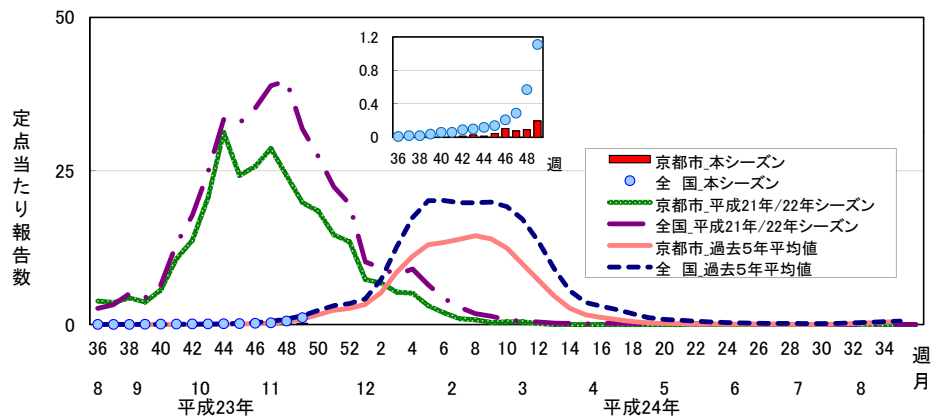 50
25
0
定点当たり報告数
1.2
0.8
0.4
0
36 38 40 42 44 46 48
週
京都市_本シーズン
全　国_本シーズン
京都市_平成21年/22年シーズン
全国_平成21年/22年シーズン
京都市_過去5年平均値
全　国_過去5年平均値
36 38 40 42 44 46 48 50 52 2 4 6 8 10 12 14 16 18 20 22 24 26 28 30 32 34 週
8 9 10 11 12 2 3 4 5 6 7 8 月
平成23年 平成24年